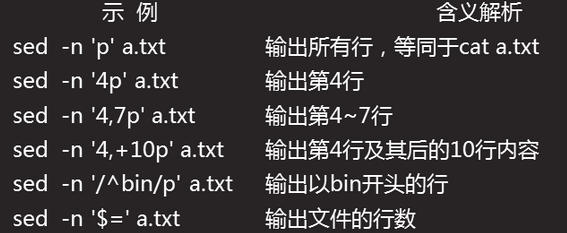 示 例 含义解析
sed -n 'p' a.txt 输出所有行，等同于cat a.txt
sed -n '4p' a.txt 输出第4行
sed -n '4,7p' a.txt 输出第4~7行
sed -n '4,+10p' a.txt 输出第4行及其后的10行内容
sed -n '/^bin/p' a.txt 输出以bin开头的行
sed -n '$=' a.txt 输出文件的行数